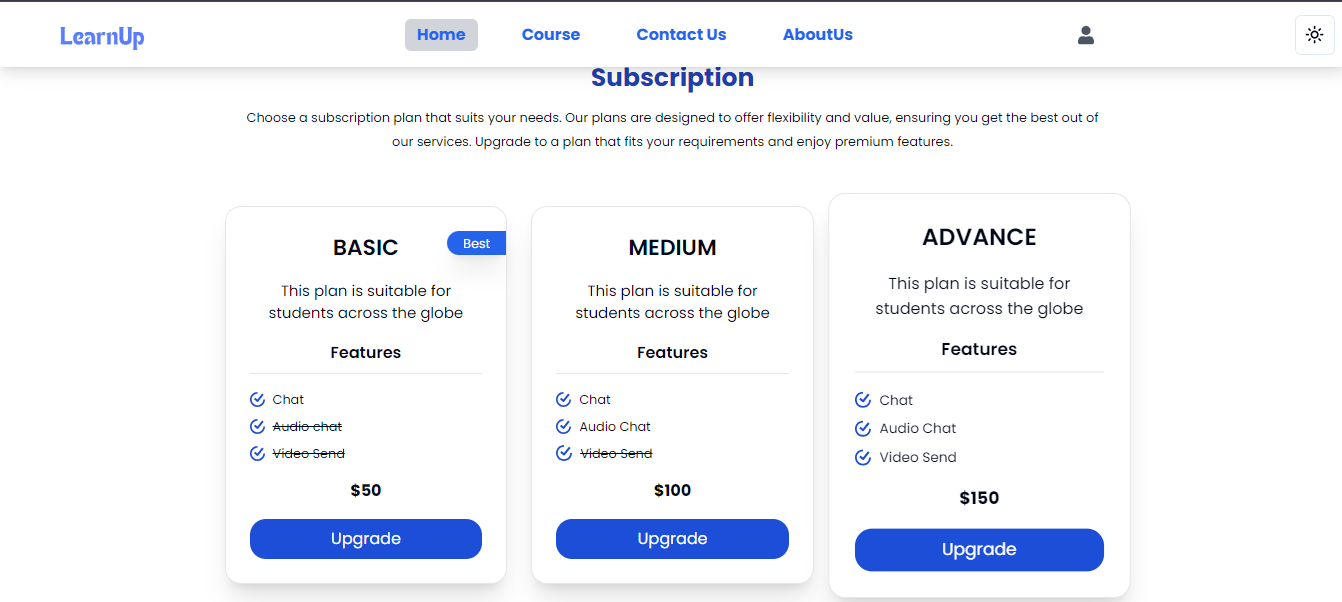 LearnUp
Home
Course
Contact Us
AboutUs
Subscription
Choose a subscription plan that suits your needs. Our plans are designed to offer flexibility and value, ensuring you get the best out of
our services. Upgrade to a plan that fits your requirements and enjoy premium features.
BASIC
Best
This plan is suitable for
students across the globe
Features
Chat
Audio chat
Video Send
$50
Upgrade
MEDIUM
This plan is suitable for
students across the globe
Features
Chat
Audio Chat
Video Send
$100
Upgrade
ADVANCE
This plan is suitable for
students across the globe
Features
Chat
Audio Chat
Video Send
$150
Upgrade